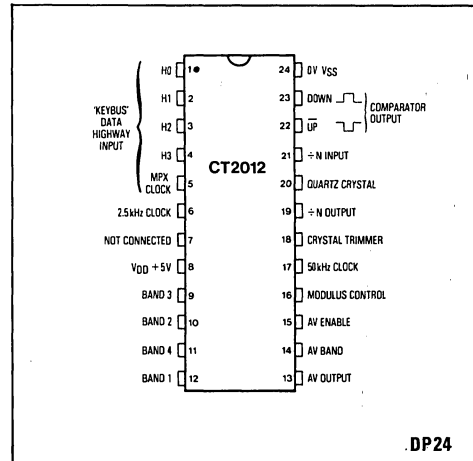 H0 1 24 0V VSS
H1 2 23 DOWN
'KEYBUS' DATA HIGHWAY INPUT
COMPARATOR OUTPUT
H2 3 22 U̅P̅
H3 4 21 ÷N INPUT
CT2012
MPX CLOCK 5 20 QUARTZ CRYSTAL
2.5kHz CLOCK 6 19 ÷N OUTPUT
NOT CONNECTED 7 18 CRYSTAL TRIMMER
VDD +5V 8 17 50kHz CLOCK
BAND 3 9 16 MODULUS CONTROL
BAND 2 10 15 AV ENABLE
BAND 4 11 14 AV BAND
BAND 1 12 13 AV OUTPUT
DP24